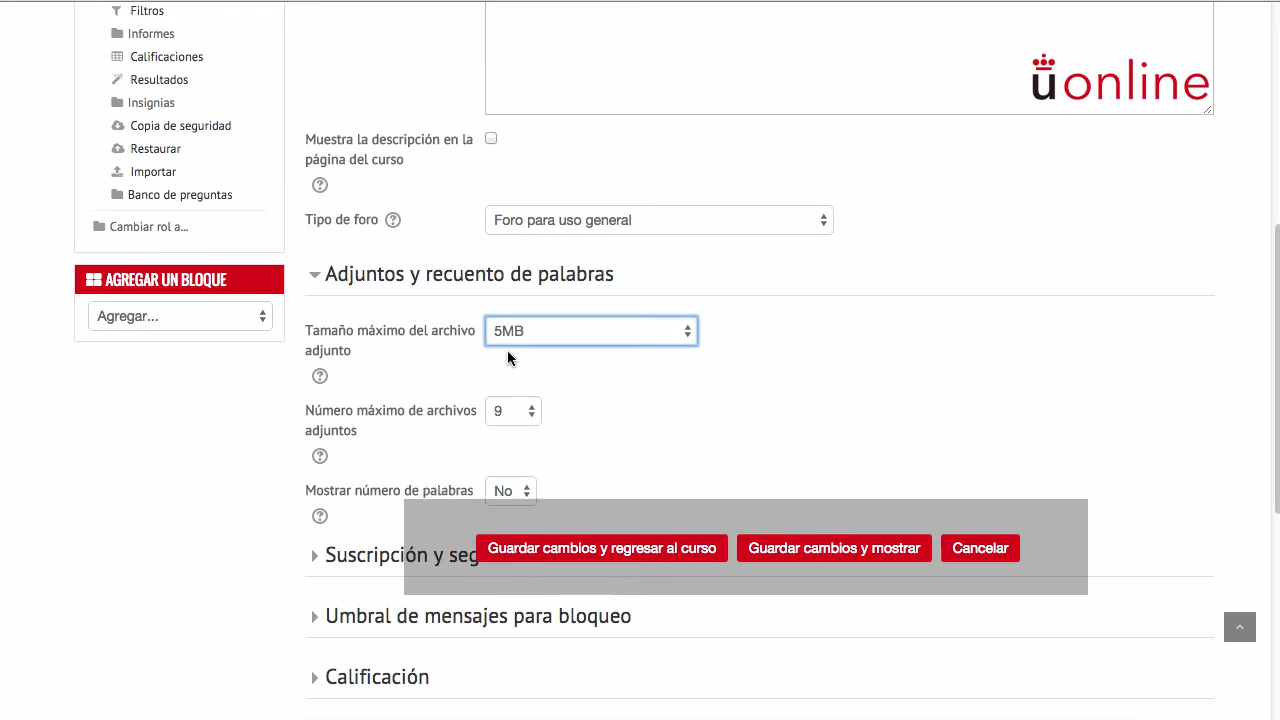 Filtros
Informes
Calificaciones
Resultados
Insignias
Copia de seguridad
Restaurar
Importar
Banco de preguntas
Cambiar rol a...
AGREGAR UN BLOQUE
Agregar...
uonline
Muestra la descripción en la
página del curso
Tipo de foro
Foro para uso general
Adjuntos y recuento de palabras
Tamaño máximo del archivo
adjunto
5MB
Número máximo de archivos
adjuntos
9
Mostrar número de palabras
No
Suscripción y seg
Guardar cambios y regresar al curso
Guardar cambios y mostrar
Cancelar
Umbral de mensajes para bloqueo
Calificación